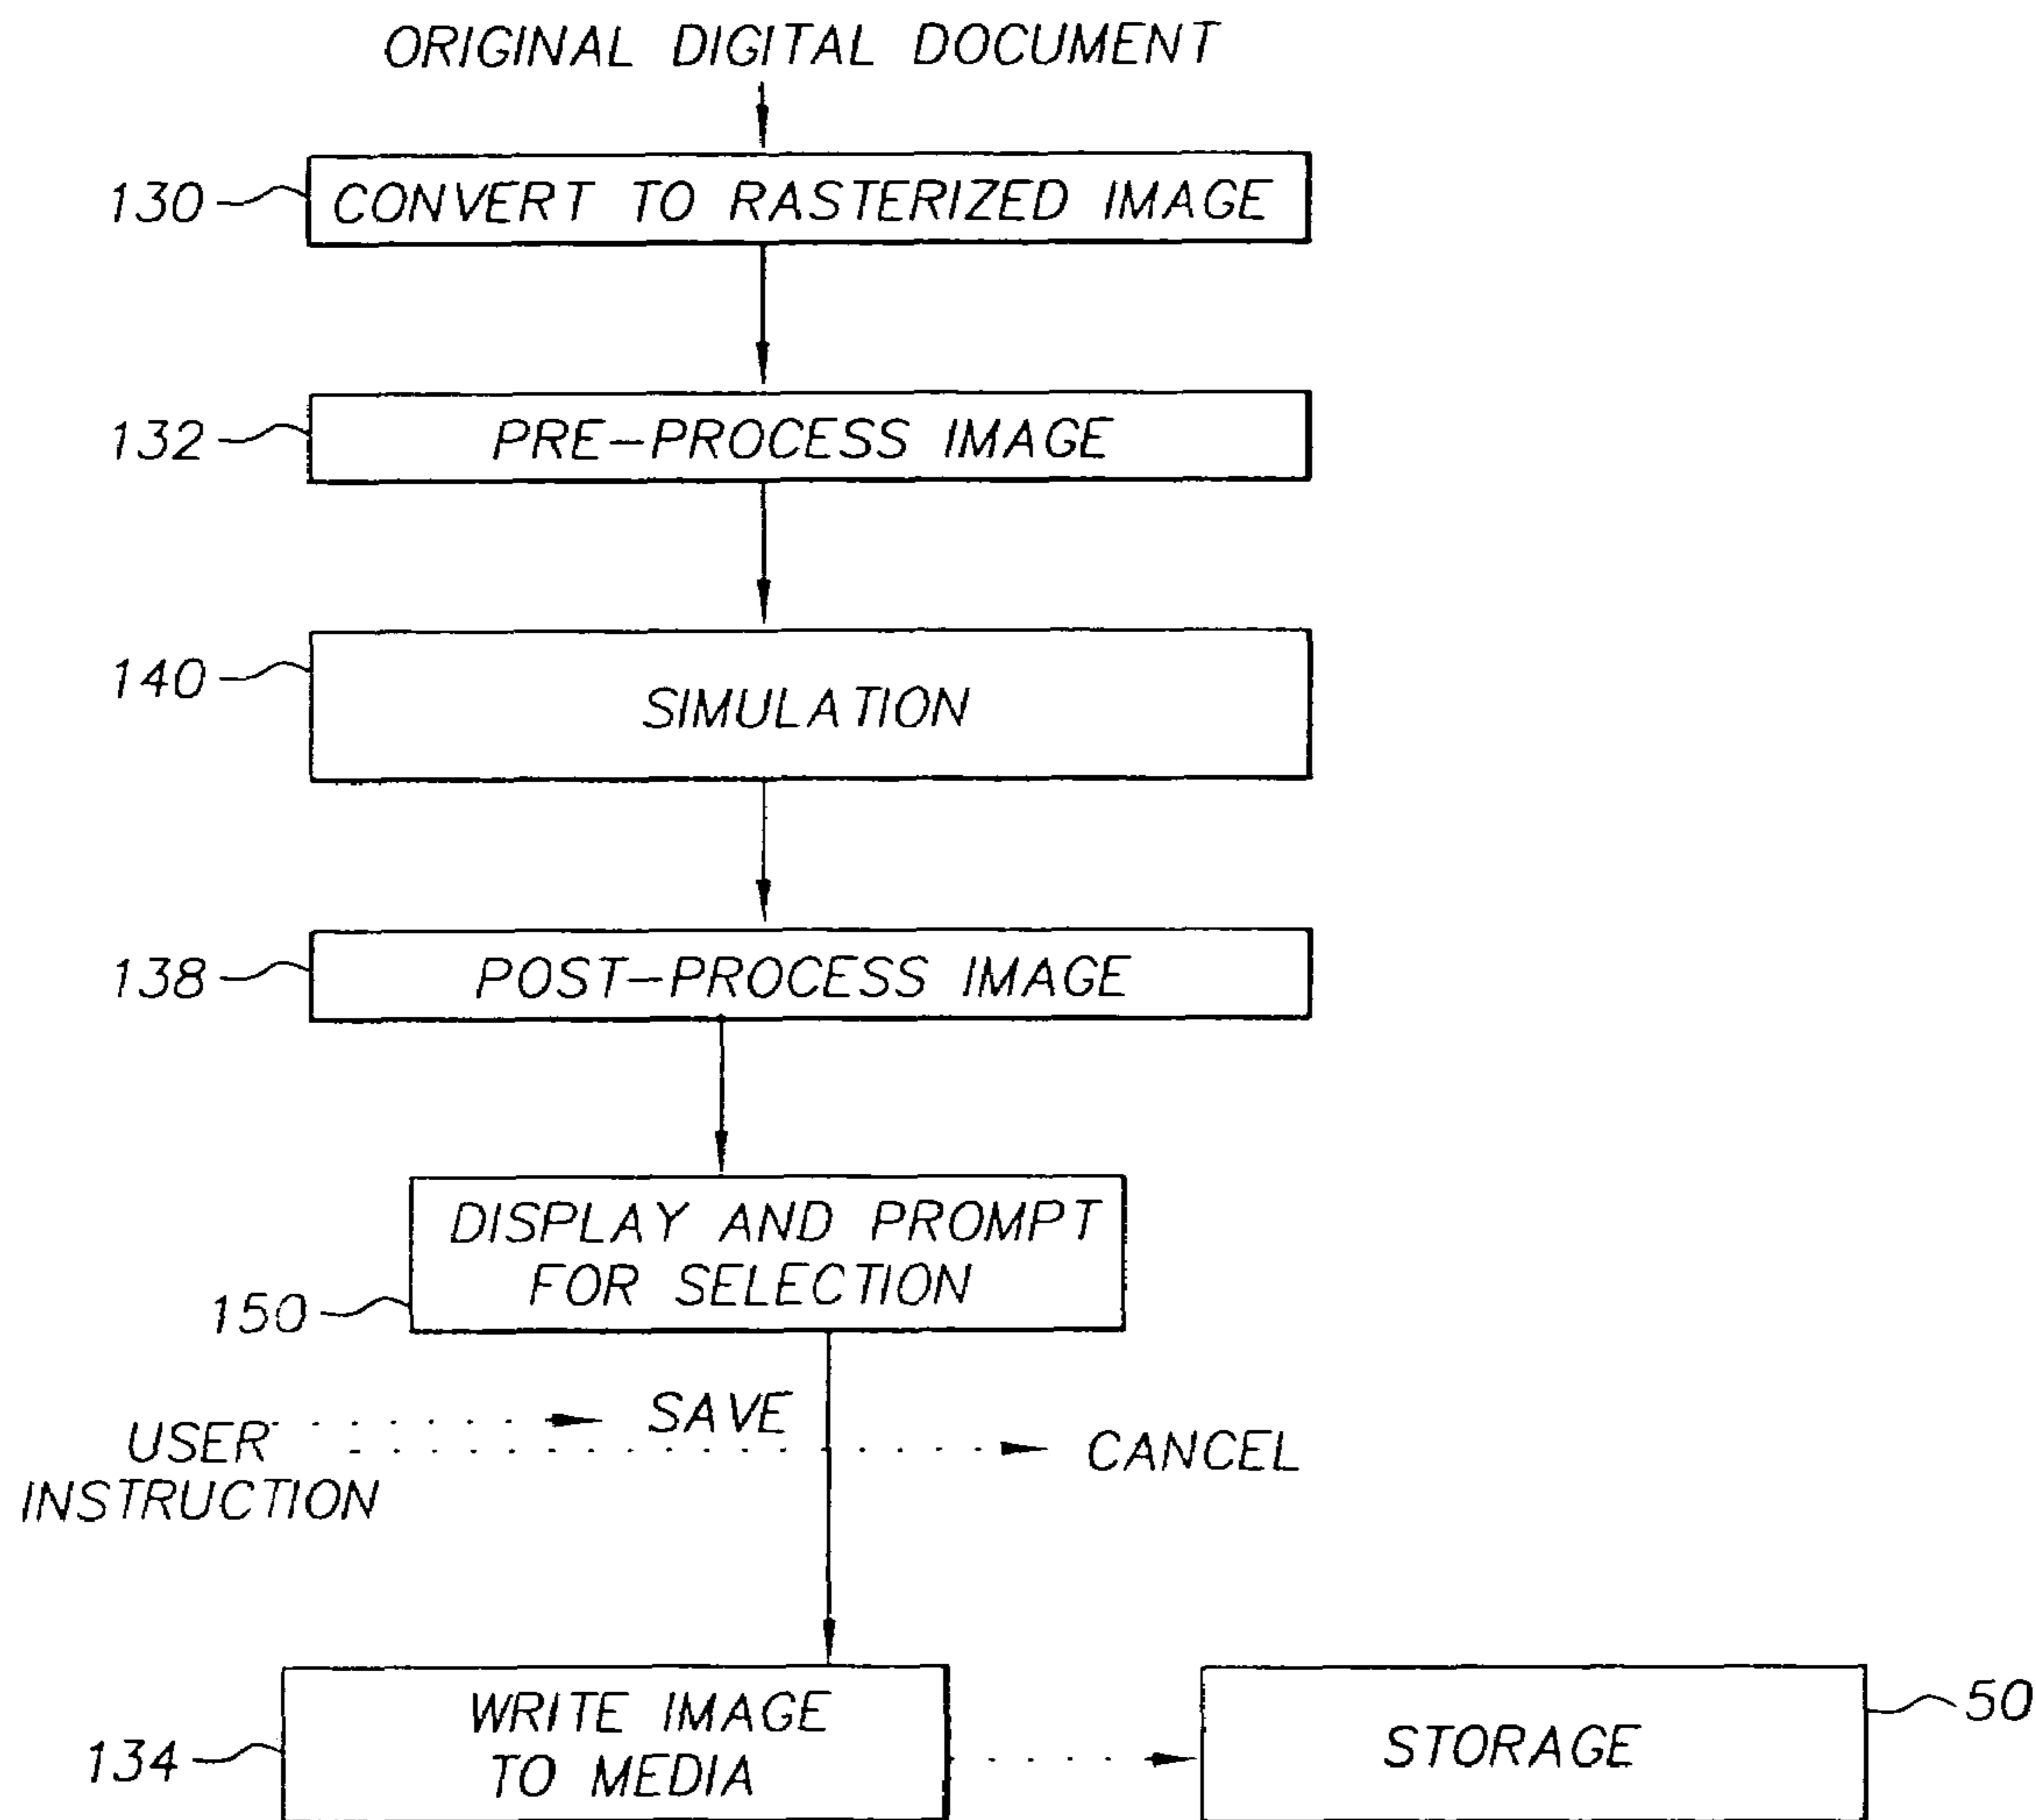 ORIGINAL DIGITAL DOCUMENT
130
CONVERT TO RASTERIZED IMAGE
132
PRE-PROCESS IMAGE
140
SIMULATION
138
POST-PROCESS IMAGE
DISPLAY AND PROMPT
FOR SELECTION
150
SAVE
USER
INSTRUCTION
CANCEL
WRITE IMAGE
TO MEDIA
134
STORAGE
50